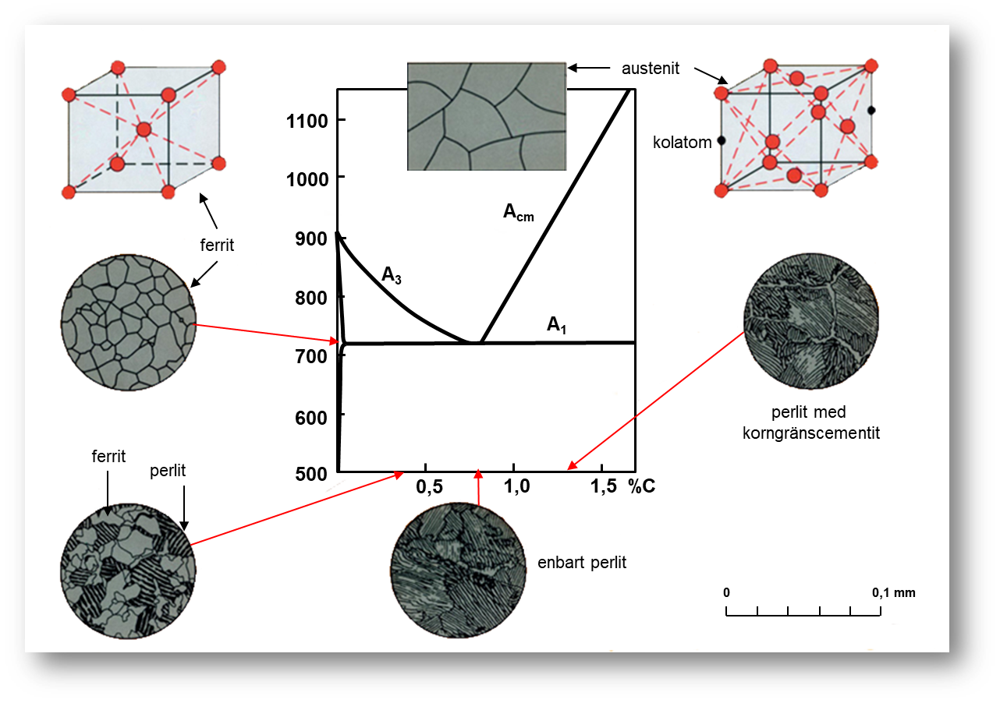 austenit
1100
kolatom
1000
A
cm
ferrit
900
A3
800
A1
700
perlit med
korngränscementit
600
ferrit
perlit
500
0,5
1,0
1,5 %C
enbart perlit
0
0,1 mm